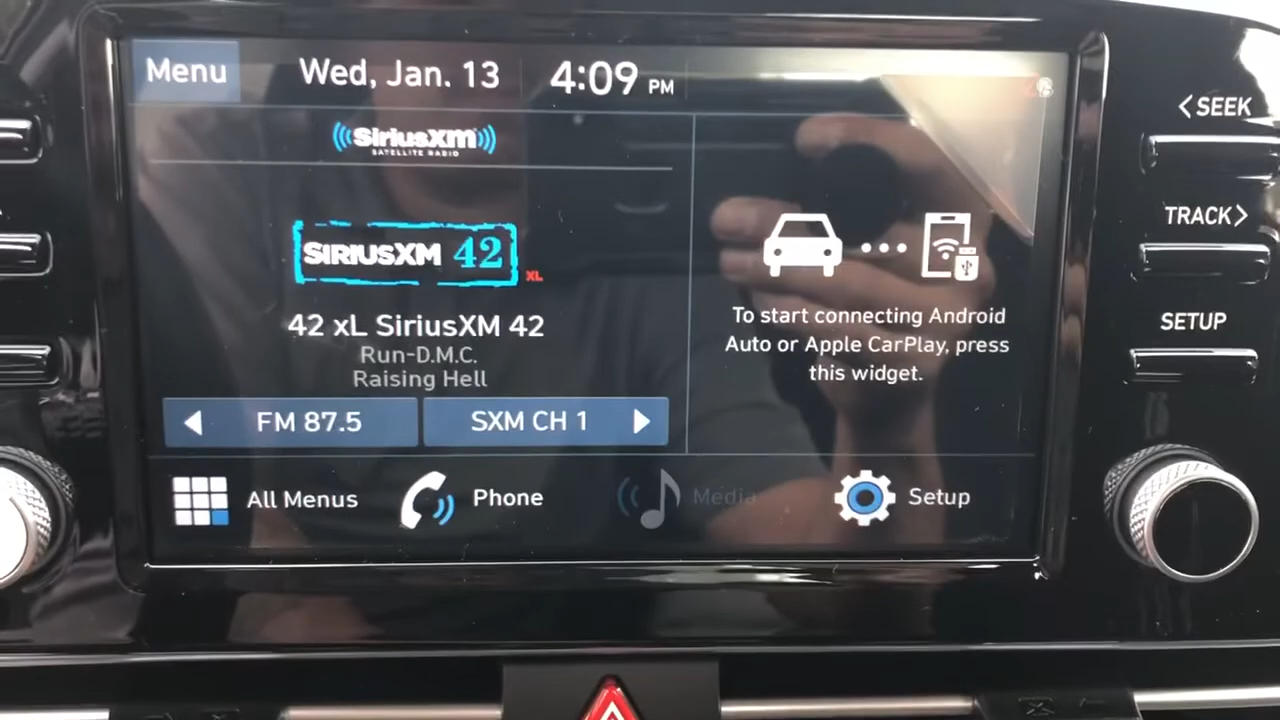 Menu
Wed, Jan. 13
4:09 PM
SiriusXM
SATELLITE RADIO
SIRIUSXM 42
XL
42 xL SiriusXM 42
Run-D.M.C.
Raising Hell
FM 87.5
SXM CH 1
To start connecting Android
Auto or Apple CarPlay, press
this widget.
All Menus
Phone
Media
Setup
<SEEK
TRACK>
SETUP